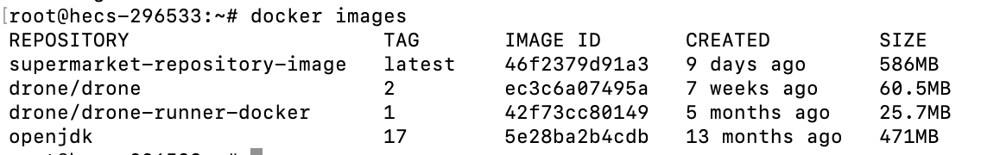 [root@hecs-296533:~# docker images
REPOSITORY TAG IMAGE ID CREATED SIZE
supermarket-repository-image latest 46f2379d91a3 9 days ago 586MB
drone/drone 2 ec3c6a07495a 7 weeks ago 60.5MB
drone/drone-runner-docker 1 42f73cc80149 5 months ago 25.7MB
openjdk 17 5e28ba2b4cdb 13 months ago 471MB